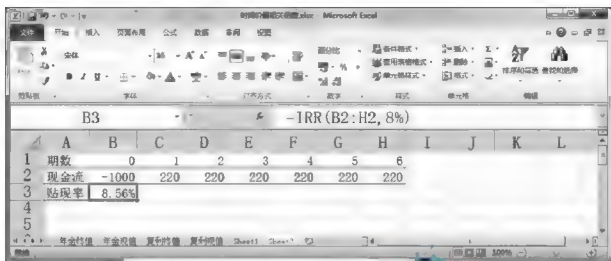 时间价值相关函数.xlsx - Microsoft Excel
文件 开始 插入 页面布局 公式 数据 审阅 视图
宋体 16
条件格式 插入
套用表格格式 删除
单元格样式 格式
排序和筛选 查找和选择
剪贴板 字体 对齐方式 数字 样式 单元格 编辑
B3 fx =IRR(B2:H2,8%)
A B C D E F G H I J K L
1 期数 0 1 2 3 4 5 6
2 现金流 -1000 220 220 220 220 220 220
3 贴现率 8.56%
4
5
年金终值 年金现值 复利终值 复利现值 Sheet1
就绪 100%